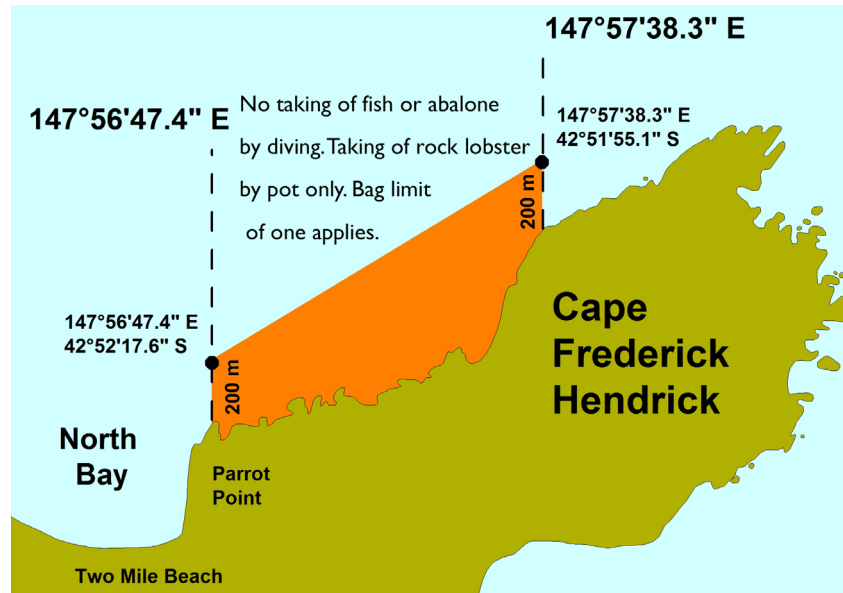 147°57'38.3" E
147°56'47.4" E
No taking of fish or abalone
by diving. Taking of rock lobster
by pot only. Bag limit
of one applies.
147°57'38.3" E
42°51'55.1" S
200 m
Cape
Frederick
Hendrick
147°56'47.4" E
42°52'17.6" S
200 m
North
Bay
Parrot
Point
Two Mile Beach